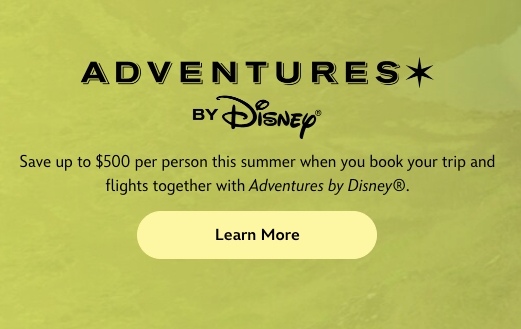 ADVENTURES
BY Disney®
Save up to $500 per person this summer when you book your trip and
flights together with Adventures by Disney®.
Learn More